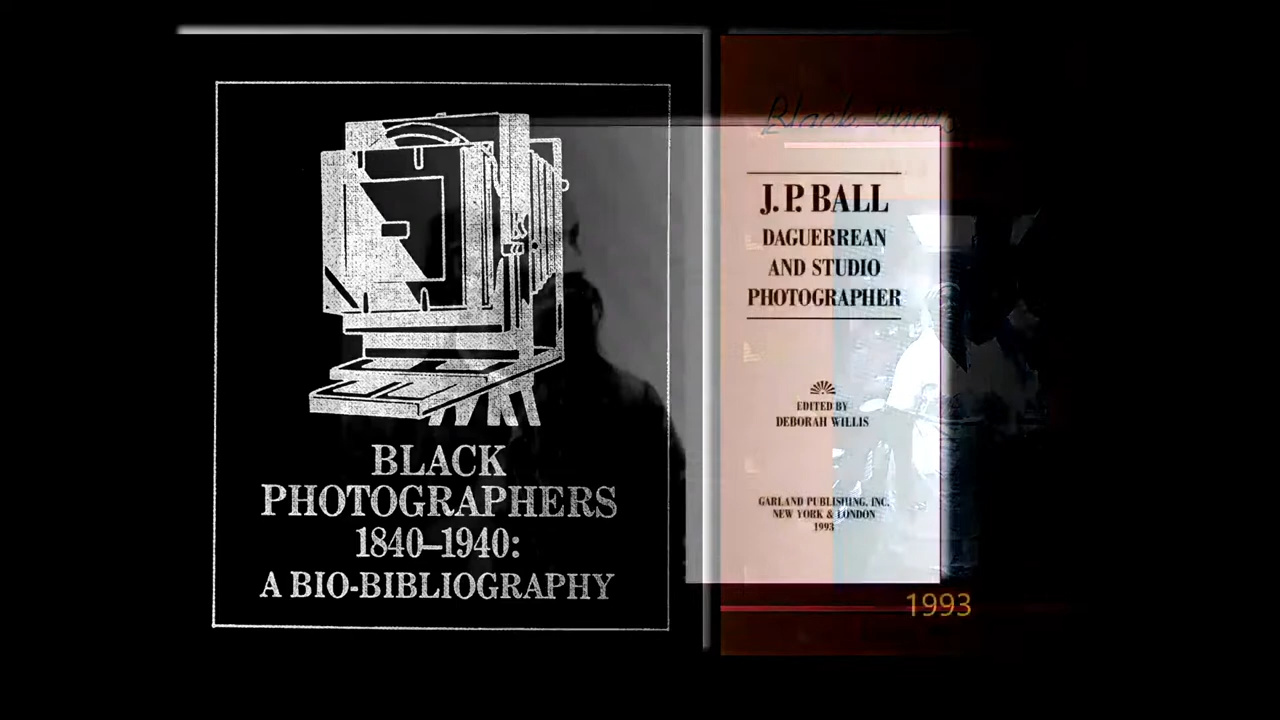 BLACK
PHOTOGRAPHERS
1840–1940:
A BIO-BIBLIOGRAPHY
Black
J. P. BALL
DAGUERREAN
AND STUDIO
PHOTOGRAPHER
EDITED BY
DEBORAH WILLIS
GARLAND PUBLISHING, INC.
NEW YORK & LONDON
1993
1993